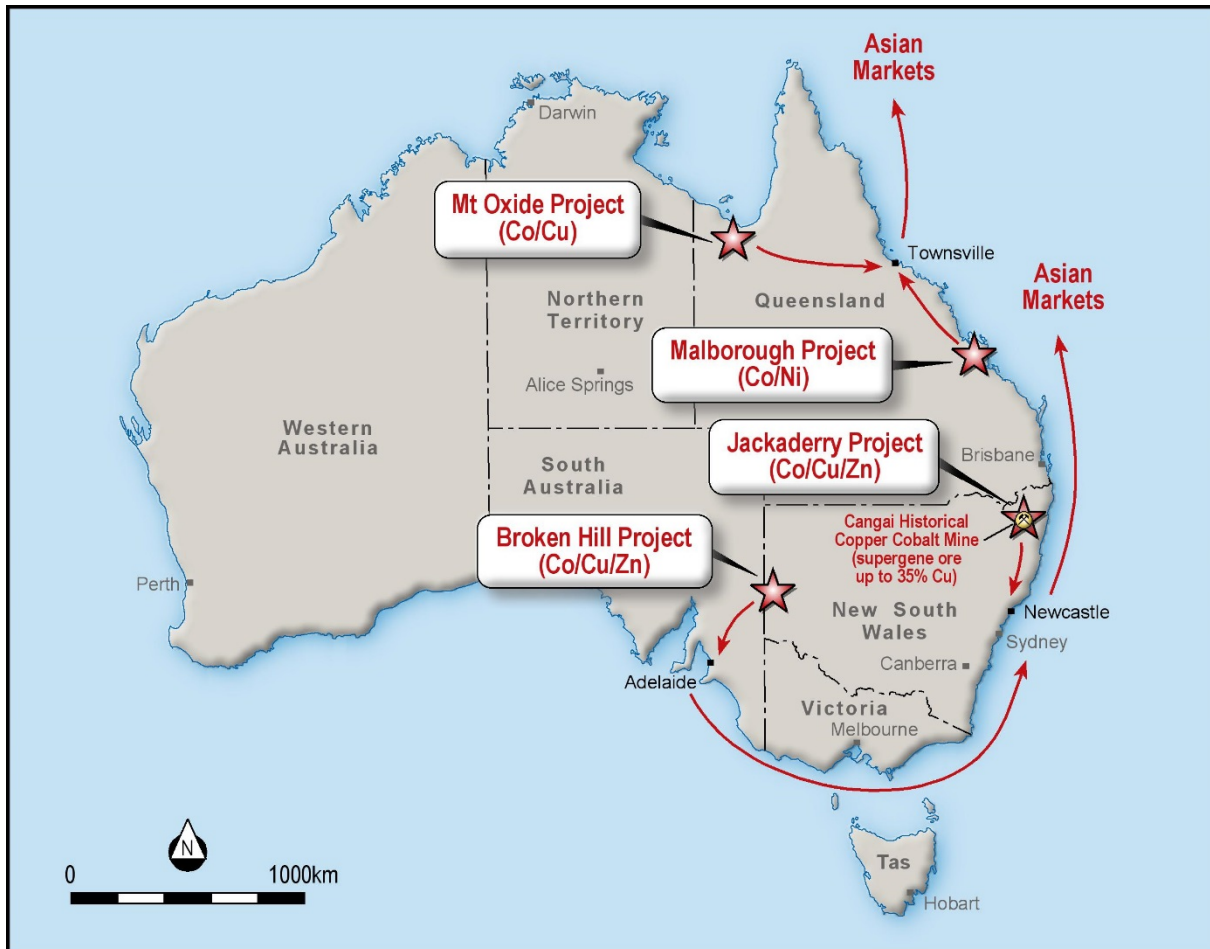 Asian
Markets
Darwin
Mt Oxide Project
(Co/Cu)
Townsville
Asian
Markets
Northern
Territory
Queensland
Malborough Project
(Co/Ni)
Alice Springs
Western
Australia
Jackaderry Project
(Co/Cu/Zn)
Brisbane
South
Australia
Cangai Historical
Copper Cobalt Mine
(supergene ore
up to 35% Cu)
Broken Hill Project
(Co/Cu/Zn)
Perth
New South
Wales
Newcastle
Sydney
Canberra
Adelaide
Victoria
Melbourne
N
0 1000km
Tas
Hobart